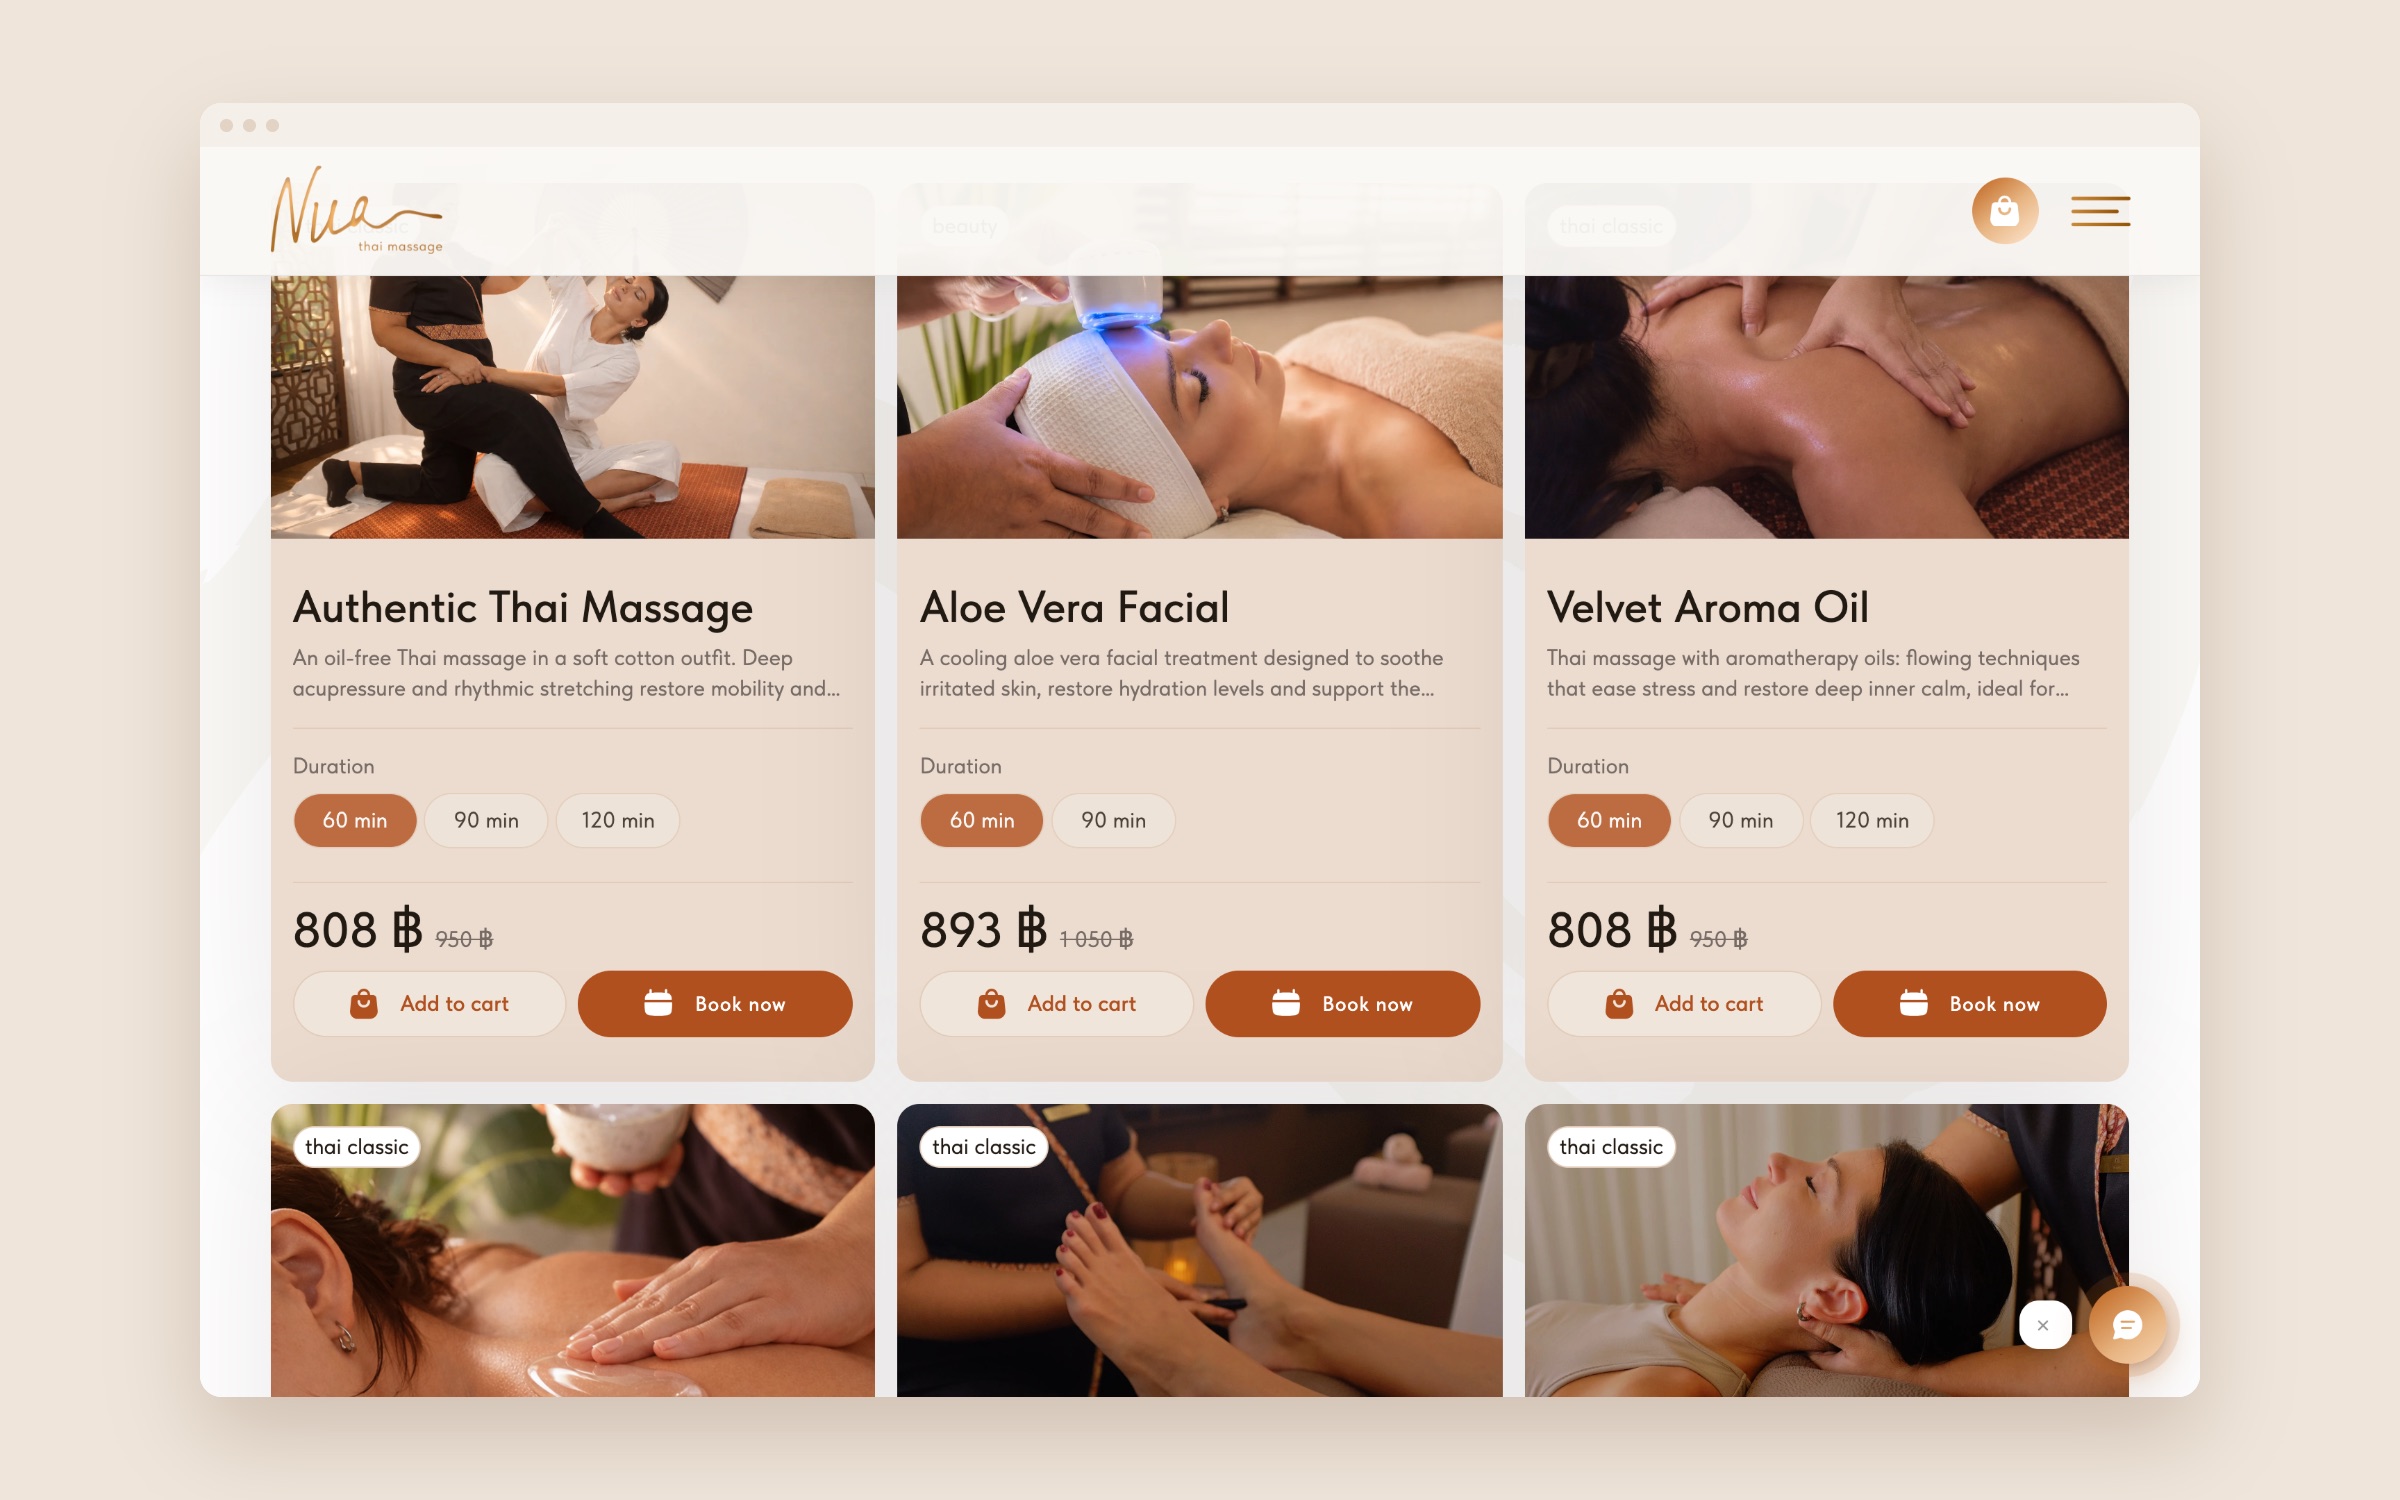 Nua
thai massage
classic
beauty
thai classic
Authentic Thai Massage
An oil-free Thai massage in a soft cotton outfit. Deep
acupressure and rhythmic stretching restore mobility and...
Duration
60 min
90 min
120 min
808 ฿ 950 ฿
Add to cart
Book now
Aloe Vera Facial
A cooling aloe vera facial treatment designed to soothe
irritated skin, restore hydration levels and support the...
Duration
60 min
90 min
893 ฿ 1 050 ฿
Add to cart
Book now
Velvet Aroma Oil
Thai massage with aromatherapy oils: flowing techniques
that ease stress and restore deep inner calm, ideal for...
Duration
60 min
90 min
120 min
808 ฿ 950 ฿
Add to cart
Book now
thai classic
thai classic
thai classic